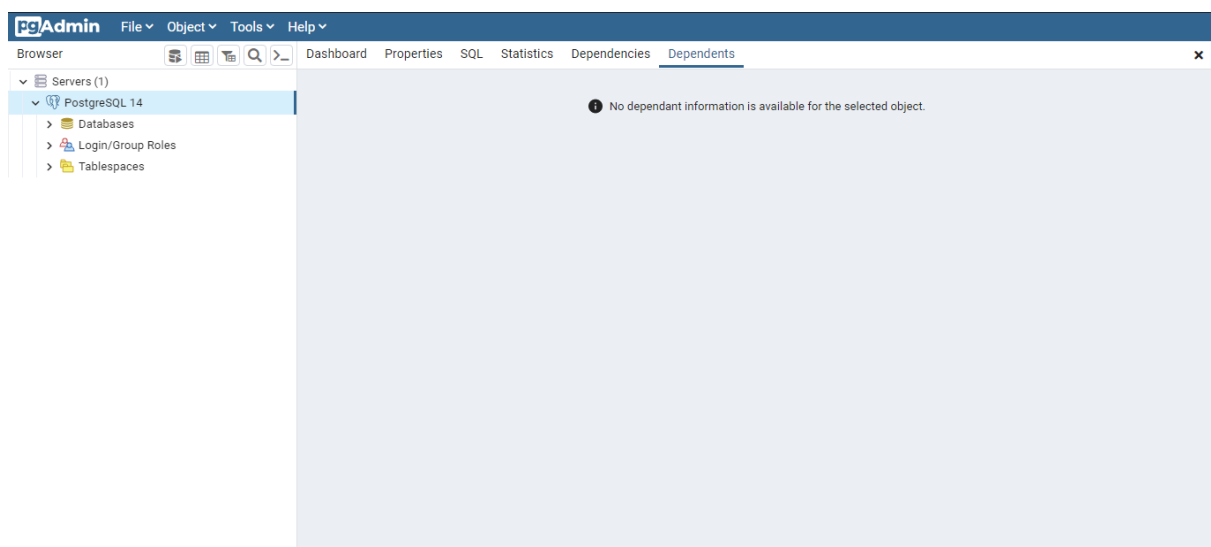 pgAdmin File Object Tools Help
Browser
Dashboard Properties SQL Statistics Dependencies Dependents
Servers (1)
PostgreSQL 14
Databases
Login/Group Roles
Tablespaces
No dependant information is available for the selected object.